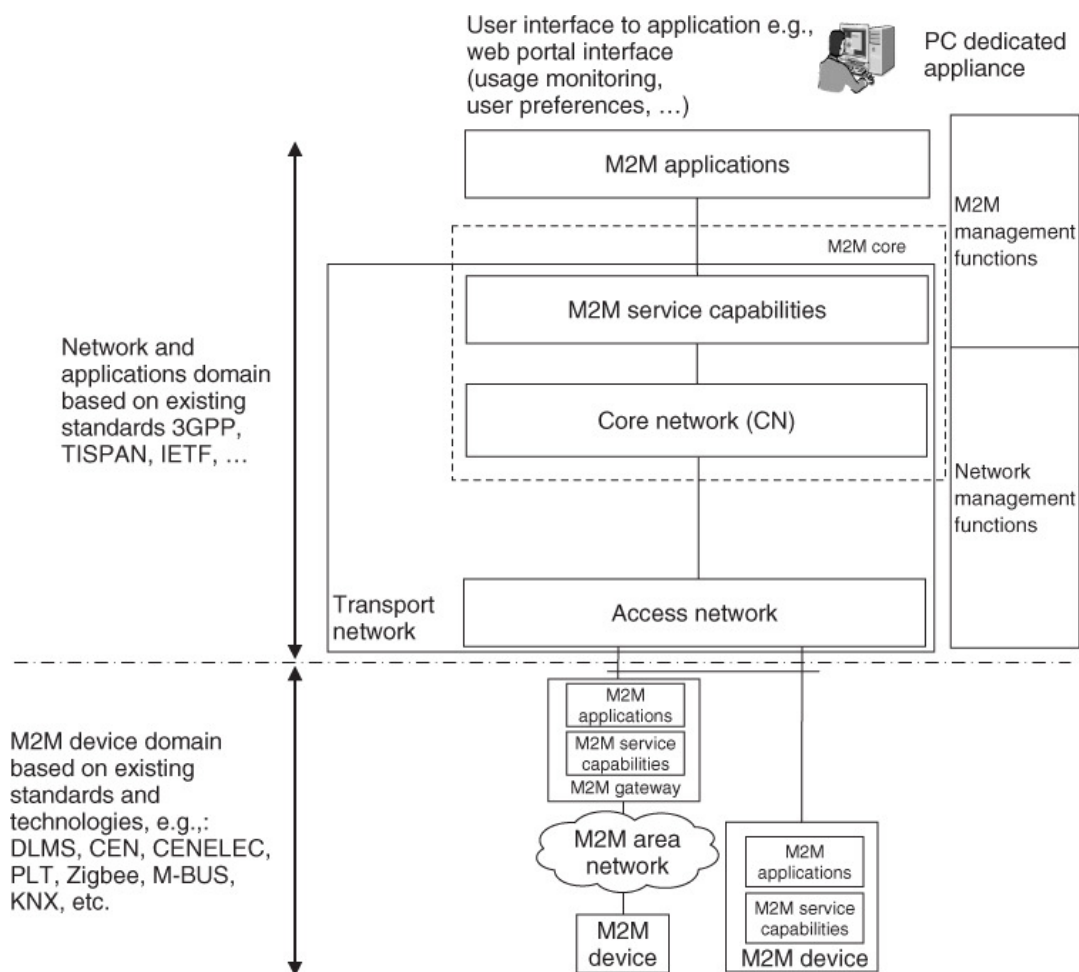 User interface to application e.g.,
web portal interface
(usage monitoring,
user preferences, …)
PC dedicated
appliance
M2M applications
M2M
management
functions
M2M core
M2M service capabilities
Network and
applications domain
based on existing
standards 3GPP,
TISPAN, IETF, …
Core network (CN)
Network
management
functions
Transport
network
Access network
M2M
applications
M2M service
capabilities
M2M gateway
M2M device domain
based on existing
standards and
technologies, e.g.,:
DLMS, CEN, CENELEC,
PLT, Zigbee, M-BUS,
KNX, etc.
M2M area
network
M2M
device
M2M
applications
M2M service
capabilities
M2M device